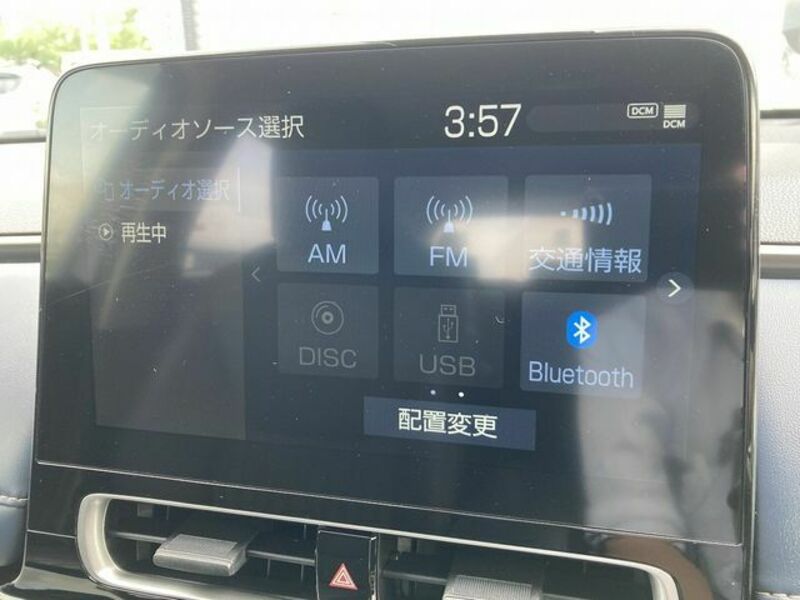 オーディオソース選択
3:57
DCM
DCM
オーディオ選択
再生中
AM
FM
交通情報
DISC
USB
Bluetooth
配置変更